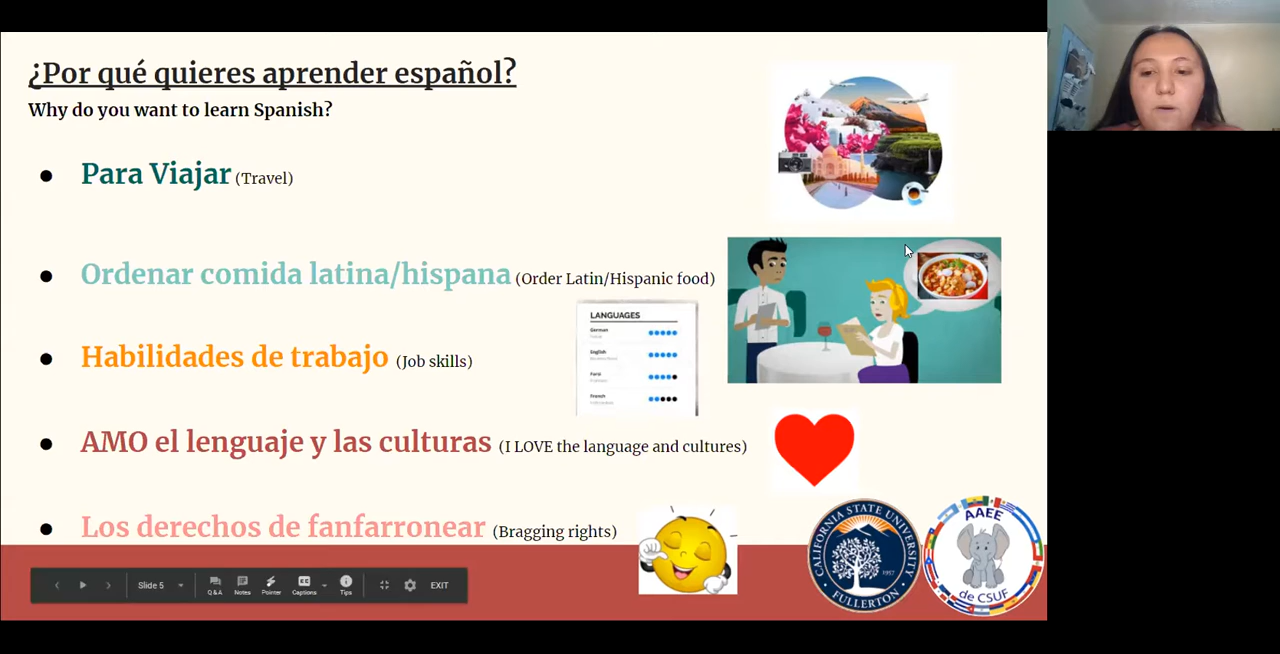 ¿Por qué quieres aprender español?
Why do you want to learn Spanish?
Para Viajar (Travel)
Ordenar comida latina/hispana (Order Latin/Hispanic food)
LANGUAGES
German
English
Farsi
French
Habilidades de trabajo (Job skills)
AMO el lenguaje y las culturas (I LOVE the language and cultures)
Los derechos de fanfarronear (Bragging rights)
CALIFORNIA STATE UNIVERSITY
1957
FULLERTON
AAEE
de CSUF
Slide 5
Q&A
Notes
Pointer
CC
Captions
Tips
EXIT